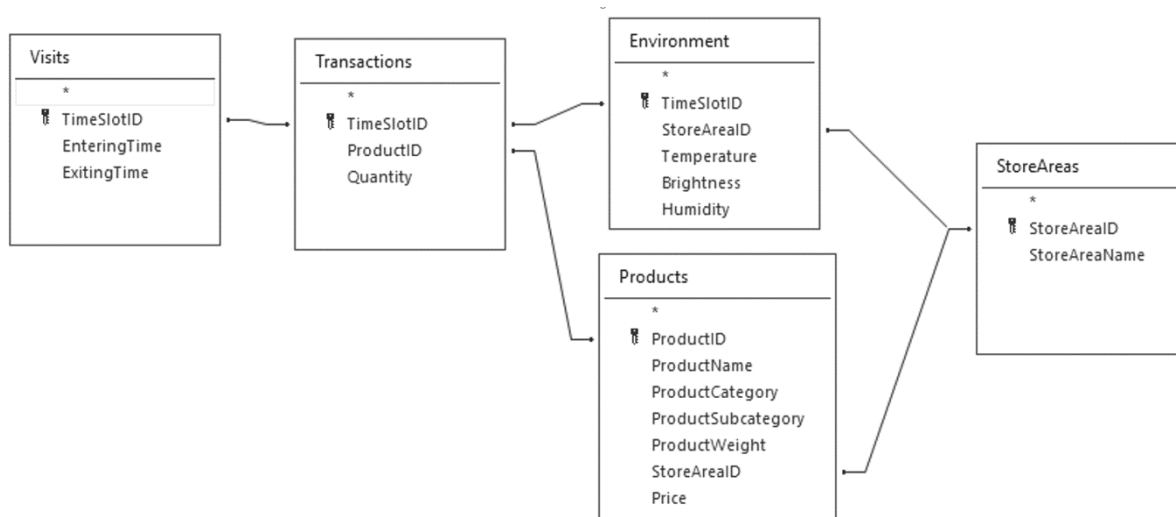 Visits
*
TimeSlotID
EnteringTime
ExitingTime
Transactions
*
TimeSlotID
ProductID
Quantity
Environment
*
TimeSlotID
StoreAreaID
Temperature
Brightness
Humidity
Products
*
ProductID
ProductName
ProductCategory
ProductSubcategory
ProductWeight
StoreAreaID
Price
StoreAreas
*
StoreAreaID
StoreAreaName